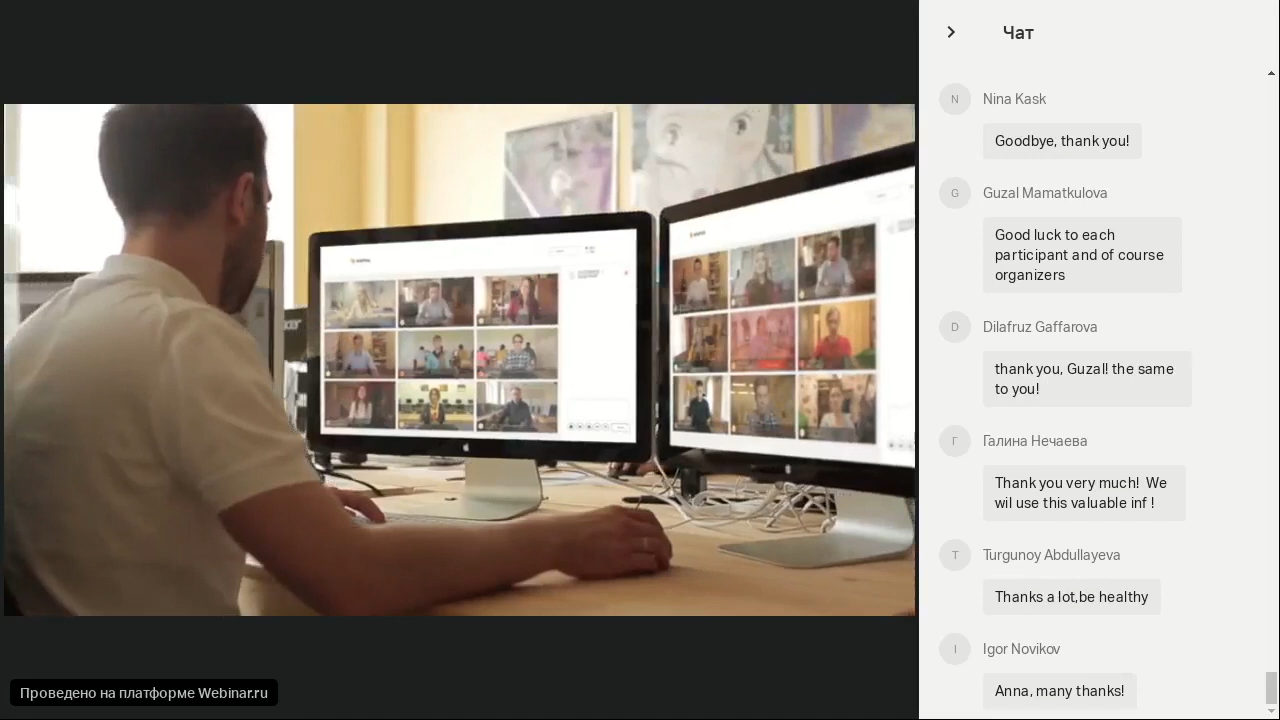 Чат
N
Nina Kask
Goodbye, thank you!
G
Guzal Mamatkulova
Good luck to each
participant and of course
organizers
D
Dilafruz Gaffarova
thank you, Guzal! the same
to you!
Г
Галина Нечаева
Thank you very much!  We
wil use this valuable inf !
T
Turgunoy Abdullayeva
Thanks a lot,be healthy
I
Igor Novikov
Anna, many thanks!
Проведено на платформе Webinar.ru